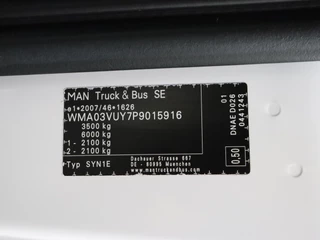 MAN Truck & Bus SE
e1*2007/46*1626
WMA03VUY7P9015916
3500 kg
6000 kg
1 - 2100 kg
2 - 2100 kg
Typ SYN1E
Dachauer Strasse 667
DE - 80995 Muenchen
www.mantruckandbus.com
01
DNAE D026
0441243
0.50